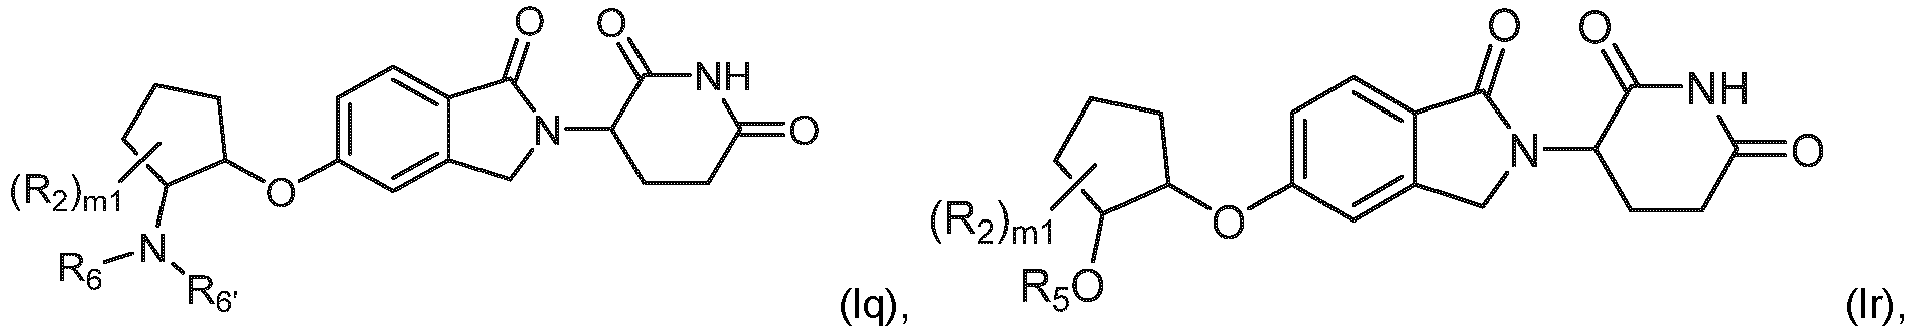 O O O O
NH NH
N O N O
(R₂)m1 O (R₂)m1 O
N
R₆ R₆' (Iq), R₅O (Ir),